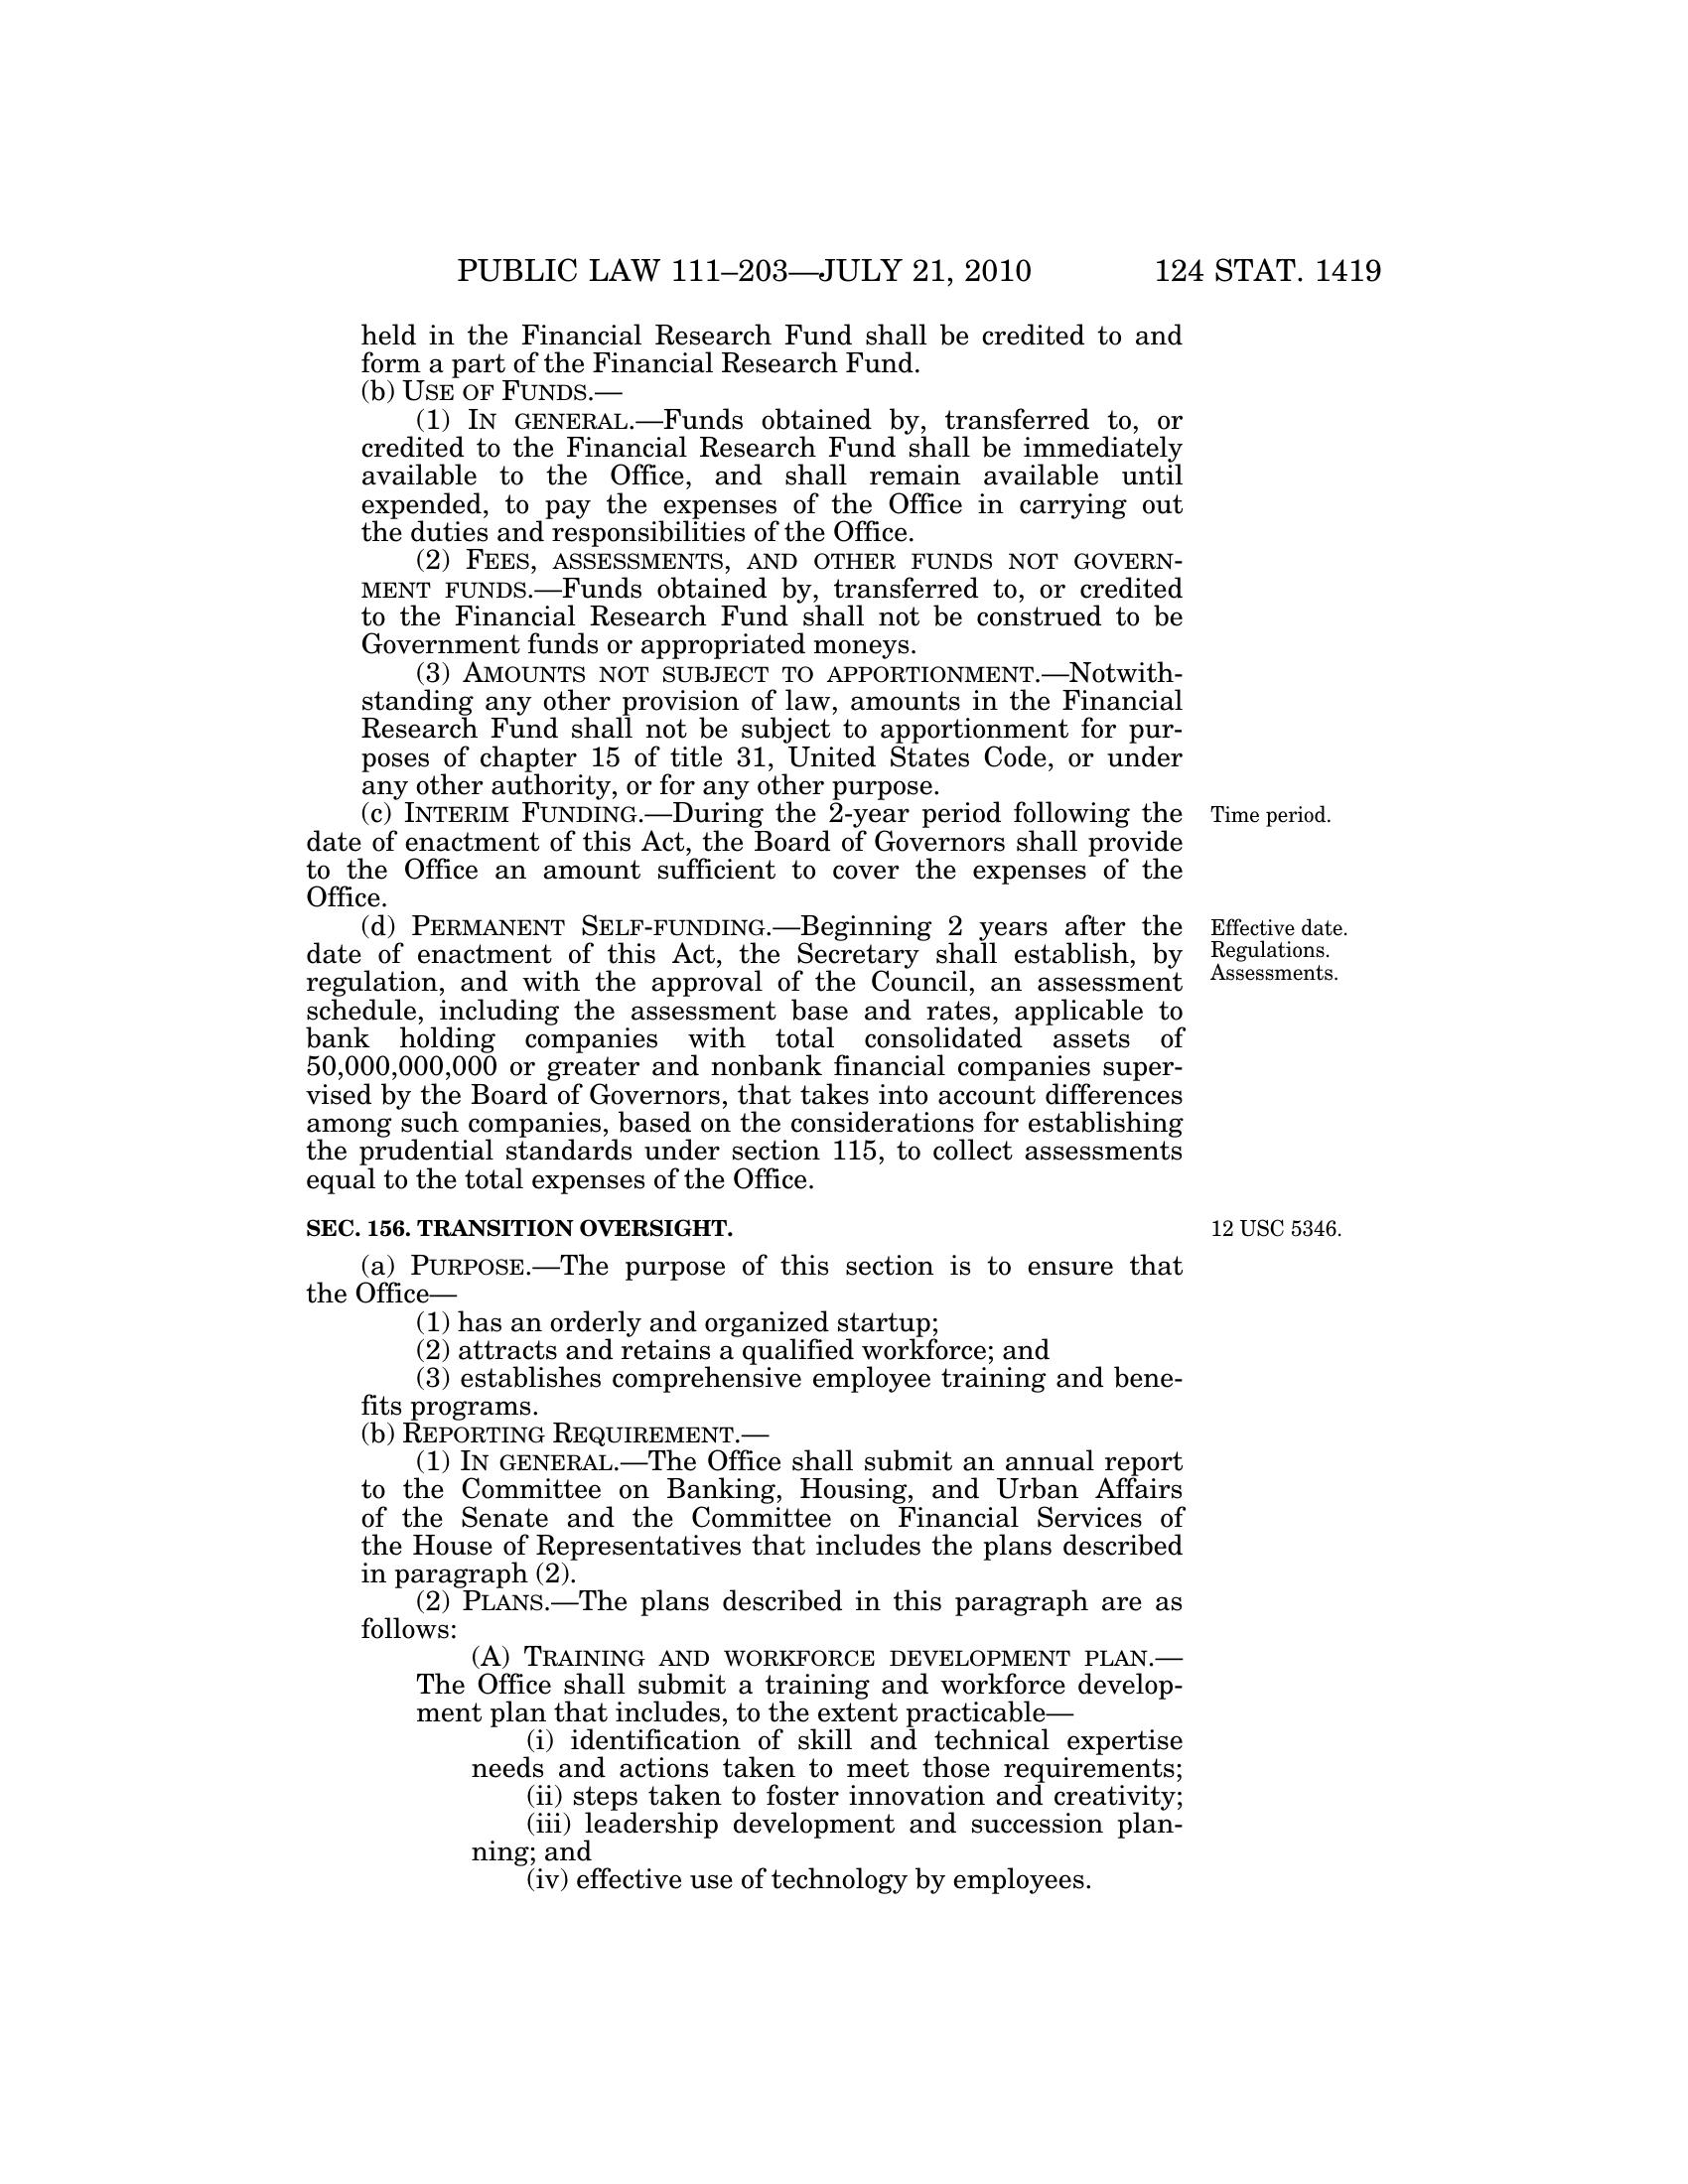 PUBLIC LAW 111–203—JULY 21, 2010 124 STAT. 1419
held in the Financial Research Fund shall be credited to and
form a part of the Financial Research Fund.
(b) USE OF FUNDS.—
(1) IN GENERAL.—Funds obtained by, transferred to, or
credited to the Financial Research Fund shall be immediately
available to the Office, and shall remain available until
expended, to pay the expenses of the Office in carrying out
the duties and responsibilities of the Office.
(2) FEES, ASSESSMENTS, AND OTHER FUNDS NOT GOVERN-
MENT FUNDS.—Funds obtained by, transferred to, or credited
to the Financial Research Fund shall not be construed to be
Government funds or appropriated moneys.
(3) AMOUNTS NOT SUBJECT TO APPORTIONMENT.—Notwith-
standing any other provision of law, amounts in the Financial
Research Fund shall not be subject to apportionment for pur-
poses of chapter 15 of title 31, United States Code, or under
any other authority, or for any other purpose.
(c) INTERIM FUNDING.—During the 2-year period following the
date of enactment of this Act, the Board of Governors shall provide
to the Office an amount sufficient to cover the expenses of the
Office.
Time period.
(d) PERMANENT SELF-FUNDING.—Beginning 2 years after the
date of enactment of this Act, the Secretary shall establish, by
regulation, and with the approval of the Council, an assessment
schedule, including the assessment base and rates, applicable to
bank holding companies with total consolidated assets of
50,000,000,000 or greater and nonbank financial companies super-
vised by the Board of Governors, that takes into account differences
among such companies, based on the considerations for establishing
the prudential standards under section 115, to collect assessments
equal to the total expenses of the Office.
Effective date.
Regulations.
Assessments.
SEC. 156. TRANSITION OVERSIGHT.
12 USC 5346.
(a) PURPOSE.—The purpose of this section is to ensure that
the Office—
(1) has an orderly and organized startup;
(2) attracts and retains a qualified workforce; and
(3) establishes comprehensive employee training and bene-
fits programs.
(b) REPORTING REQUIREMENT.—
(1) IN GENERAL.—The Office shall submit an annual report
to the Committee on Banking, Housing, and Urban Affairs
of the Senate and the Committee on Financial Services of
the House of Representatives that includes the plans described
in paragraph (2).
(2) PLANS.—The plans described in this paragraph are as
follows:
(A) TRAINING AND WORKFORCE DEVELOPMENT PLAN.—
The Office shall submit a training and workforce develop-
ment plan that includes, to the extent practicable—
(i) identification of skill and technical expertise
needs and actions taken to meet those requirements;
(ii) steps taken to foster innovation and creativity;
(iii) leadership development and succession plan-
ning; and
(iv) effective use of technology by employees.